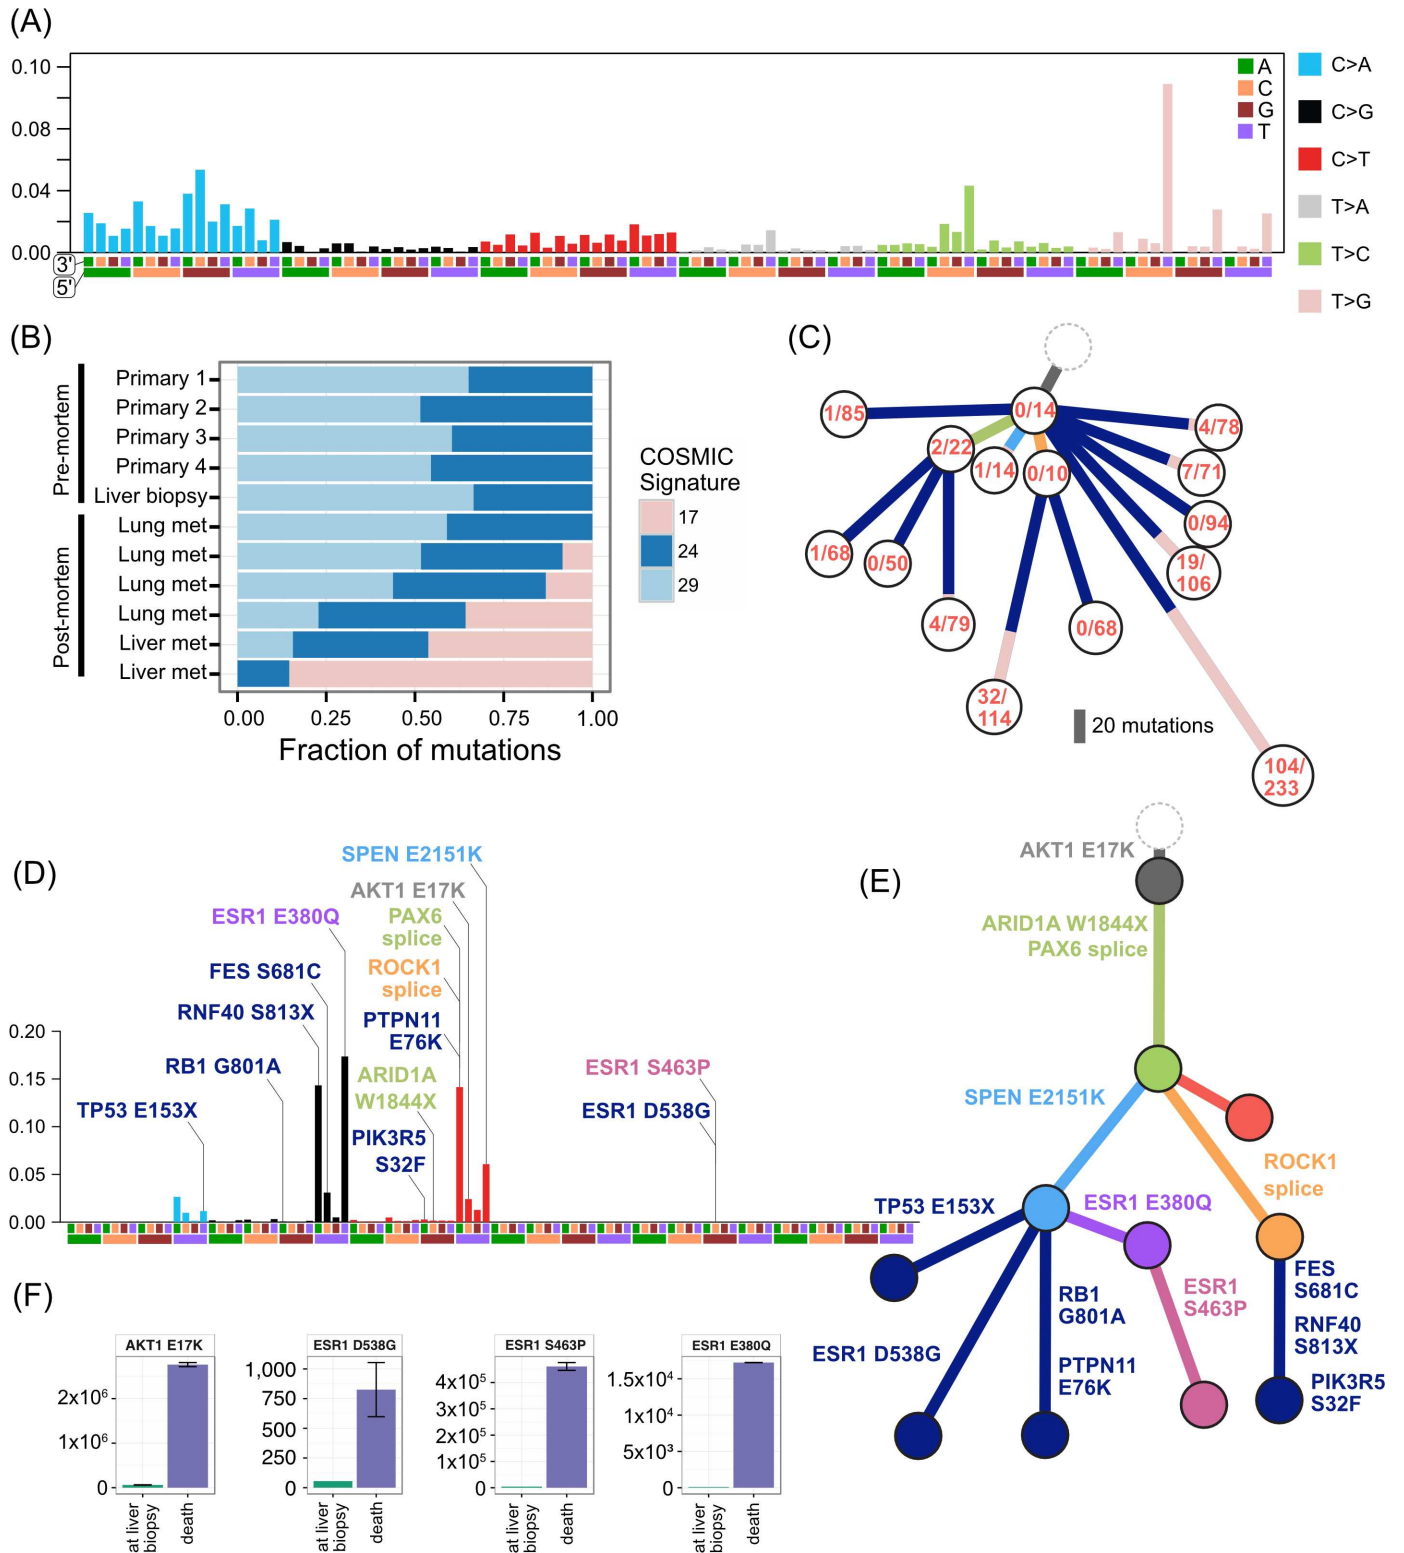 (A)
0.10
0.08
0.04
0.00
3'
5'
A
C
G
T
C>A
C>G
C>T
T>A
T>C
T>G
(B)
Pre-mortem
Post-mortem
Primary 1
Primary 2
Primary 3
Primary 4
Liver biopsy
Lung met
Lung met
Lung met
Lung met
Liver met
Liver met
0.00 0.25 0.50 0.75 1.00
Fraction of mutations
COSMIC
Signature
17
24
29
(C)
0/14
1/85
4/78
2/22
1/14
0/10
7/71
0/94
1/68
0/50
19/
106
4/79
0/68
32/
114
20 mutations
104/
233
(D)
SPEN E2151K
AKT1 E17K
ESR1 E380Q
PAX6
splice
FES S681C
ROCK1
splice
RNF40 S813X
PTPN11
E76K
RB1 G801A
ARID1A
W1844X
TP53 E153X
PIK3R5
S32F
ESR1 S463P
ESR1 D538G
0.20
0.15
0.10
0.05
0.00
(E)
AKT1 E17K
ARID1A W1844X
PAX6 splice
SPEN E2151K
ROCK1
splice
TP53 E153X
ESR1 E380Q
ESR1
S463P
FES
S681C
RB1
G801A
RNF40
S813X
ESR1 D538G
PTPN11
E76K
PIK3R5
S32F
(F)
AKT1 E17K
2x10⁶
1x10⁶
0
at liver
biopsy
death
ESR1 D538G
1,000
750
500
250
0
at liver
biopsy
death
ESR1 S463P
4x10⁵
3x10⁵
2x10⁵
1x10⁵
0
at liver
biopsy
death
ESR1 E380Q
1.5x10⁴
1x10⁴
5x10³
0
at liver
biopsy
death